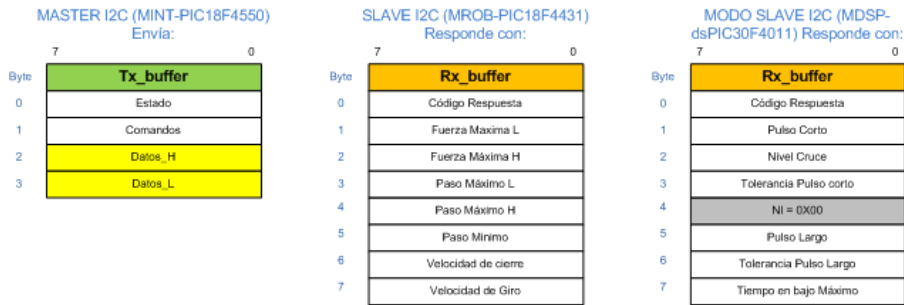 MASTER I2C (MINT-PIC18F4550)
Envía:
7 0
Byte Tx_buffer
0 Estado
1 Comandos
2 Datos_H
3 Datos_L
SLAVE I2C (MROB-PIC18F4431)
Responde con:
7 0
Byte Rx_buffer
0 Código Respuesta
1 Fuerza Maxima L
2 Fuerza Máxima H
3 Paso Máximo L
4 Paso Máximo H
5 Paso Minimo
6 Velocidad de cierre
7 Velocidad de Giro
MODO SLAVE I2C (MDSP-
dsPIC30F4011) Responde con:
7 0
Byte Rx_buffer
0 Código Respuesta
1 Pulso Corto
2 Nivel Cruce
3 Tolerancia Pulso corto
4 NI = 0X00
5 Pulso Largo
6 Tolerancia Pulso Largo
7 Tiempo en bajo Máximo